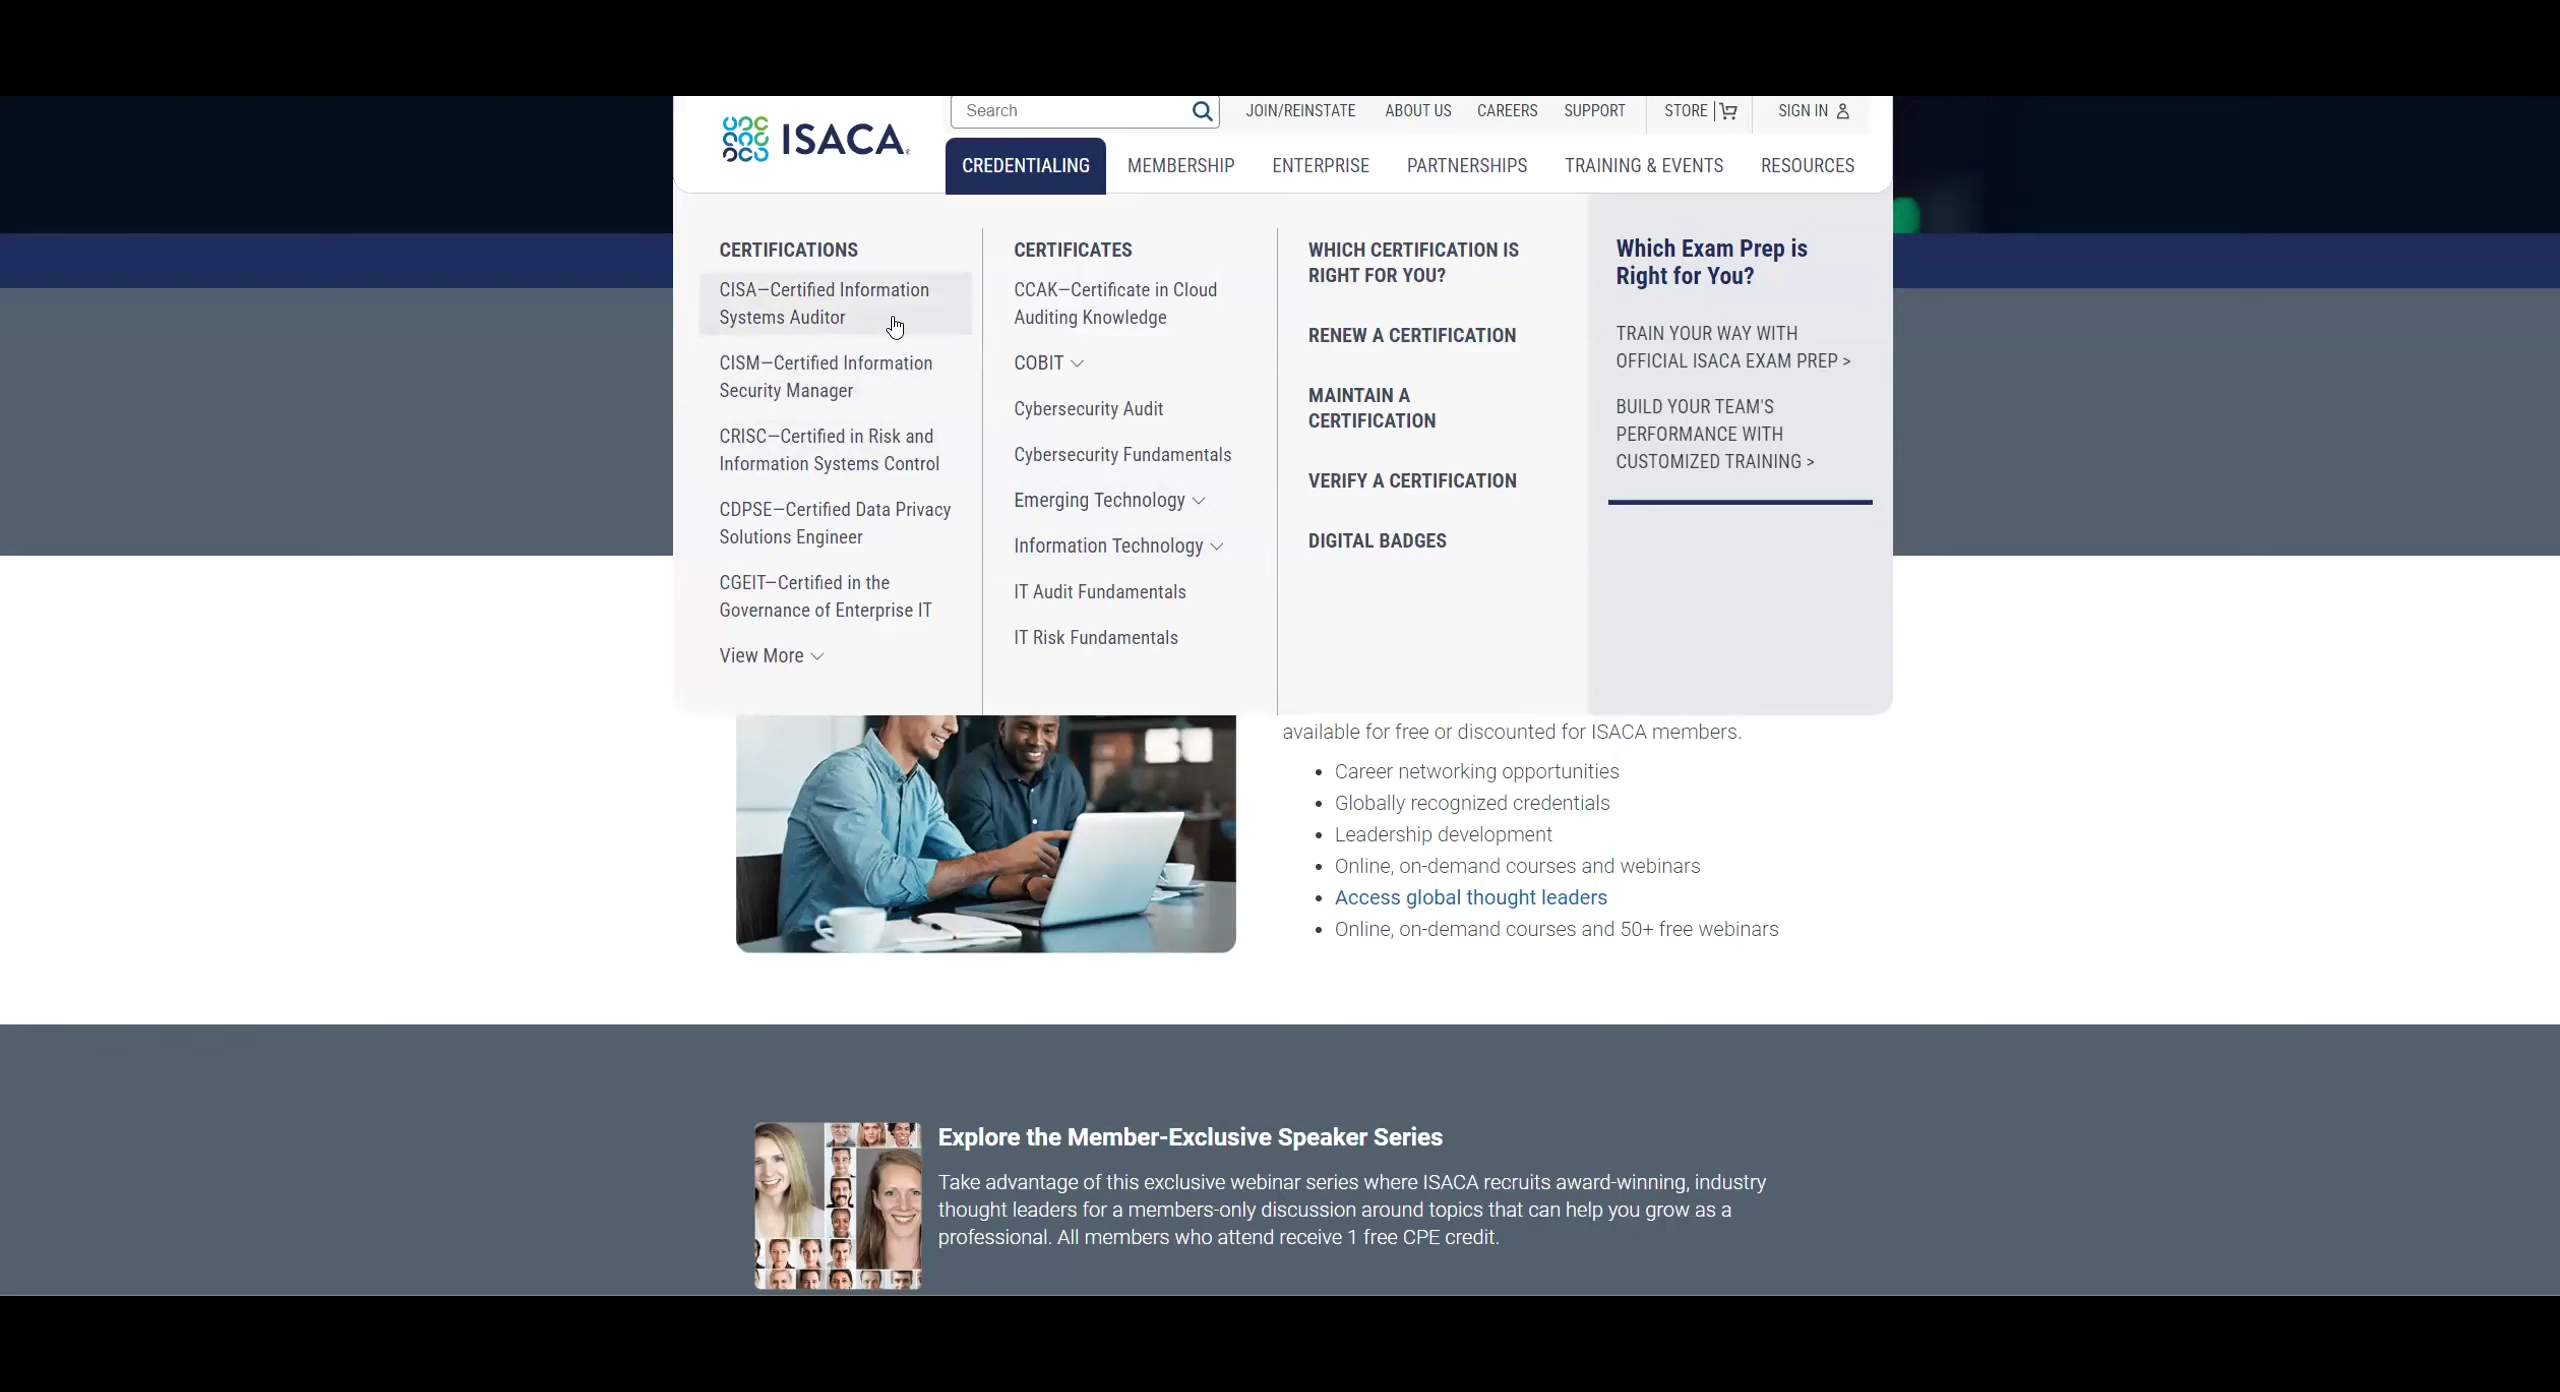 ISACA
Search
JOIN/REINSTATE
ABOUT US
CAREERS
SUPPORT
STORE
SIGN IN
CREDENTIALING
MEMBERSHIP
ENTERPRISE
PARTNERSHIPS
TRAINING & EVENTS
RESOURCES
CERTIFICATIONS
CISA—Certified Information
Systems Auditor
CISM—Certified Information
Security Manager
CRISC—Certified in Risk and
Information Systems Control
CDPSE—Certified Data Privacy
Solutions Engineer
CGEIT—Certified in the
Governance of Enterprise IT
View More
CERTIFICATES
CCAK—Certificate in Cloud
Auditing Knowledge
COBIT
Cybersecurity Audit
Cybersecurity Fundamentals
Emerging Technology
Information Technology
IT Audit Fundamentals
IT Risk Fundamentals
WHICH CERTIFICATION IS
RIGHT FOR YOU?
RENEW A CERTIFICATION
MAINTAIN A
CERTIFICATION
VERIFY A CERTIFICATION
DIGITAL BADGES
Which Exam Prep is
Right for You?
TRAIN YOUR WAY WITH
OFFICIAL ISACA EXAM PREP >
BUILD YOUR TEAM'S
PERFORMANCE WITH
CUSTOMIZED TRAINING >
available for free or discounted for ISACA members.
• Career networking opportunities
• Globally recognized credentials
• Leadership development
• Online, on-demand courses and webinars
• Access global thought leaders
• Online, on-demand courses and 50+ free webinars
Explore the Member-Exclusive Speaker Series
Take advantage of this exclusive webinar series where ISACA recruits award-winning, industry
thought leaders for a members-only discussion around topics that can help you grow as a
professional. All members who attend receive 1 free CPE credit.